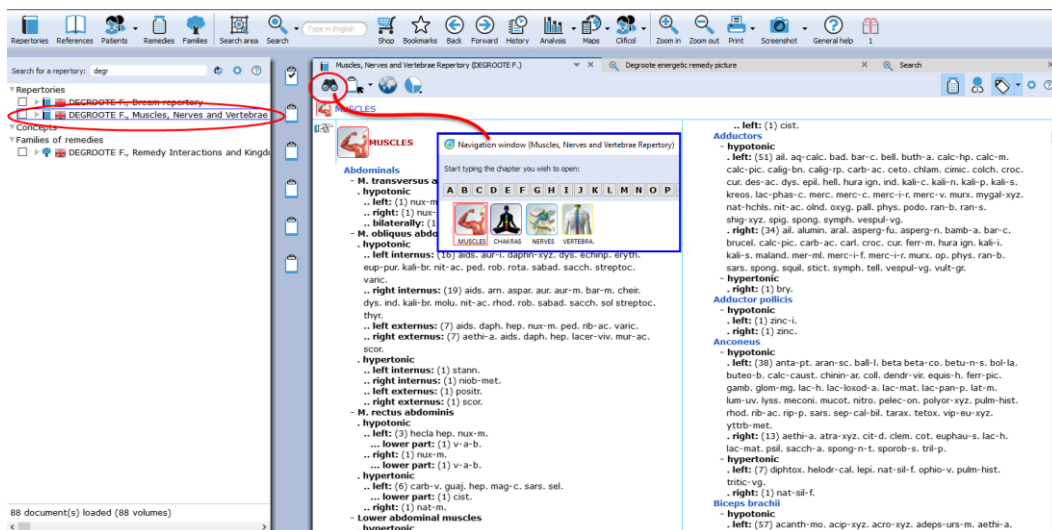 Repertories References Patients Remedies Families Search area Search Type in English Shop Bookmarks Back Forward History Analysis Maps Clificol Zoom in Zoom out Print Screenshot General help 1
Search for a repertory: degr
Repertories
DEGROOTE F., Dream repertory
DEGROOTE F., Muscles, Nerves and Vertebrae
Concepts
Families of remedies
DEGROOTE F., Remedy Interactions and Kingd
88 document(s) loaded (88 volumes)
Muscles, Nerves and Vertebrae Repertory (DEGROOTE F.)
Degroote energetic remedy picture
Search
MUSCLES
MUSCLES
Abdominals
- M. transversus a
. hypotonic
.. left: (1) nux-m
.. right: (1) nux-
.. bilaterally: (1
- M. obliquus abdo
. hypotonic
.. left internus: (16) aids. aur-i. daphn-xyz. dys. echinp. eryth.
eup-pur. kali-br. nit-ac. ped. rob. rota. sabad. sacch. streptoc.
varic.
.. right internus: (19) aids. arn. aspar. aur. aur-m. bar-m. cheir.
dys. ind. kali-br. molu. nit-ac. rhod. rob. sabad. sacch. sol streptoc.
thyr.
.. left externus: (7) aids. daph. hep. nux-m. ped. rib-ac. varic.
.. right externus: (7) aethi-a. aids. daph. hep. lacer-viv. mur-ac.
scor.
. hypertonic
.. left internus: (1) stann.
.. right internus: (1) niob-met.
.. left externus: (1) positr.
.. right externus: (1) scor.
- M. rectus abdominis
. hypotonic
.. left: (3) hecla hep. nux-m.
... lower part: (1) v-a-b.
.. right: (1) nux-m.
... lower part: (1) v-a-b.
. hypertonic
.. left: (6) carb-v. guaj. hep. mag-c. sars. sel.
... lower part: (1) cist.
.. right: (1) nat-m.
- Lower abdominal muscles
. hypertonic
Navigation window (Muscles, Nerves and Vertebrae Repertory)
Start typing the chapter you wish to open:
A B C D E F G H I J K L M N O P
MUSCLES CHAKRAS NERVES VERTEBRA.
.. left: (1) cist.
Adductors
- hypotonic
. left: (51) ail. aq-calc. bad. bar-c. bell. buth-a. calc-hp. calc-m.
calc-pic. calig-bn. calig-rp. carb-ac. ceto. chlam. cimic. colch. croc.
cur. des-ac. dys. epil. hell. hura ign. ind. kali-c. kali-n. kali-p. kali-s.
kreos. lac-phas-c. merc. merc-c. merc-i-r. merc-v. murx. mygal-xyz.
nat-hchls. nit-ac. olnd. oxyg. pall. phys. podo. ran-b. ran-s.
shig-xyz. spig. spong. symph. vespul-vg.
. right: (34) ail. alumin. aral. asperg-fu. asperg-n. bamb-a. bar-c.
brucel. calc-pic. carb-ac. carl. croc. cur. ferr-m. hura ign. kali-i.
kali-s. maland. mer-ml. merc-i-f. merc-i-r. murx. op. phys. ran-b.
sars. spong. squil. stict. symph. tell. vespul-vg. vult-gr.
- hypertonic
. right: (1) bry.
Adductor pollicis
- hypotonic
. left: (1) zinc-i.
. right: (1) zinc.
Anconeus
- hypotonic
. left: (38) anta-pt. aran-sc. ball-l. beta beta-co. betu-n-s. bol-la.
buteo-b. calc-caust. chinin-ar. coll. dendr-vir. equis-h. ferr-pic.
gamb. glom-mg. lac-h. lac-loxod-a. lac-mat. lac-pan-p. lat-m.
lum-uv. lyss. meconi. mucot. nitro. pelec-on. polyor-xyz. pulm-hist.
rhod. rib-ac. rip-p. sars. sep-cal-bil. tarax. tetox. vip-eu-xyz.
yttrb-met.
. right: (13) aethi-a. atra-xyz. cit-d. clem. cot. euphau-s. lac-h.
lac-mat. psil. sacch-a. spong-n-t. sporob-s. tril-p.
- hypertonic
. left: (7) diphtox. helodr-cal. lepi. nat-sil-f. ophio-v. pulm-hist.
tritic-vg.
. right: (1) nat-sil-f.
Biceps brachii
- hypotonic
. left: (57) acanth-mo. acip-xyz. acro-xyz. adeps-urs-m. aethi-a.